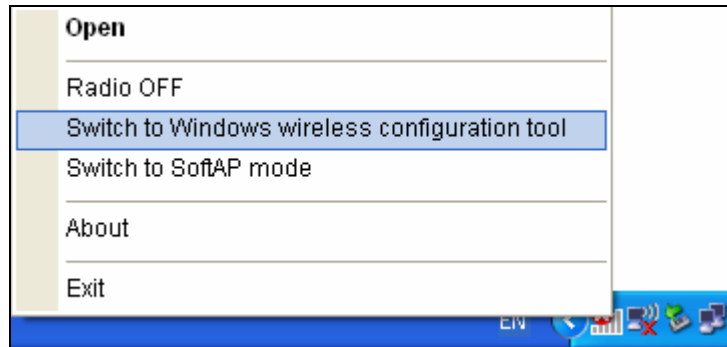 Open
Radio OFF
Switch to Windows wireless configuration tool
Switch to SoftAP mode
About
Exit
EN